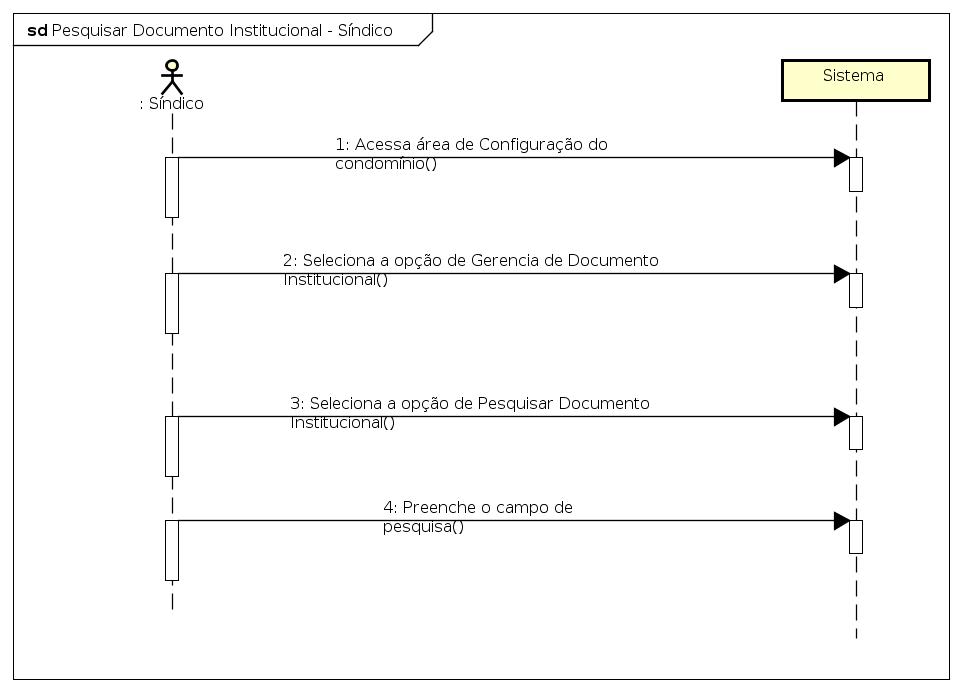 sd Pesquisar Documento Institucional - Síndico
: Síndico
Sistema
1: Acessa área de Configuração do
condomínio()
2: Seleciona a opção de Gerencia de Documento
Institucional()
3: Seleciona a opção de Pesquisar Documento
Institucional()
4: Preenche o campo de
pesquisa()